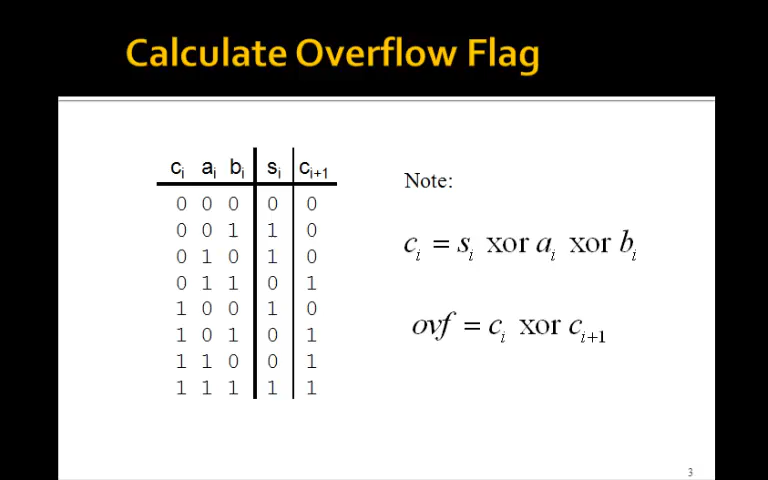 Calculate Overflow Flag
cᵢ aᵢ bᵢ sᵢ cᵢ₊₁
0 0 0 0 0
0 0 1 1 0
0 1 0 1 0
0 1 1 0 1
1 0 0 1 0
1 0 1 0 1
1 1 0 0 1
1 1 1 1 1
Note:
cᵢ = sᵢ xor aᵢ xor bᵢ
ovf = cᵢ xor cᵢ₊₁
3